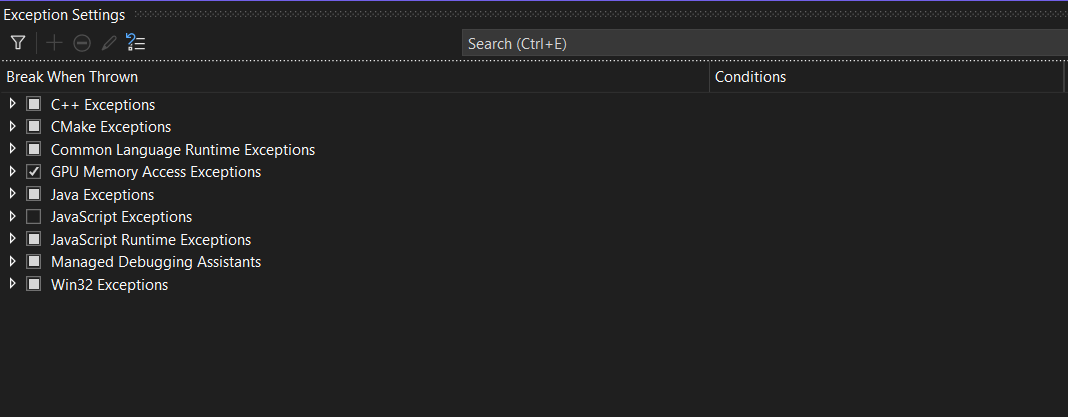 Exception Settings
Search (Ctrl+E)
Break When Thrown Conditions
C++ Exceptions
CMake Exceptions
Common Language Runtime Exceptions
GPU Memory Access Exceptions
Java Exceptions
JavaScript Exceptions
JavaScript Runtime Exceptions
Managed Debugging Assistants
Win32 Exceptions